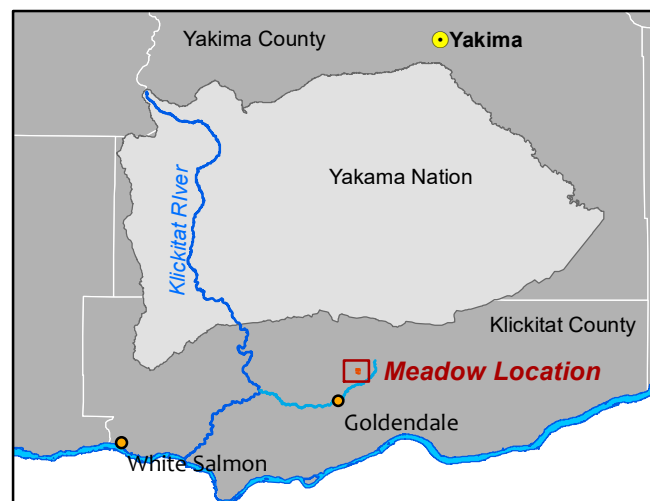 Yakima County
Yakima
Yakama Nation
Klickitat RIver
Klickitat County
Meadow Location
Goldendale
White Salmon